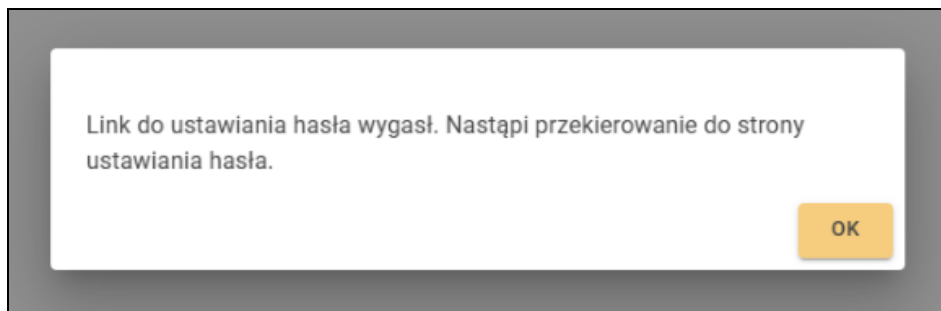 Link do ustawiania hasła wygasł. Nastąpi przekierowanie do strony
ustawiania hasła.
OK